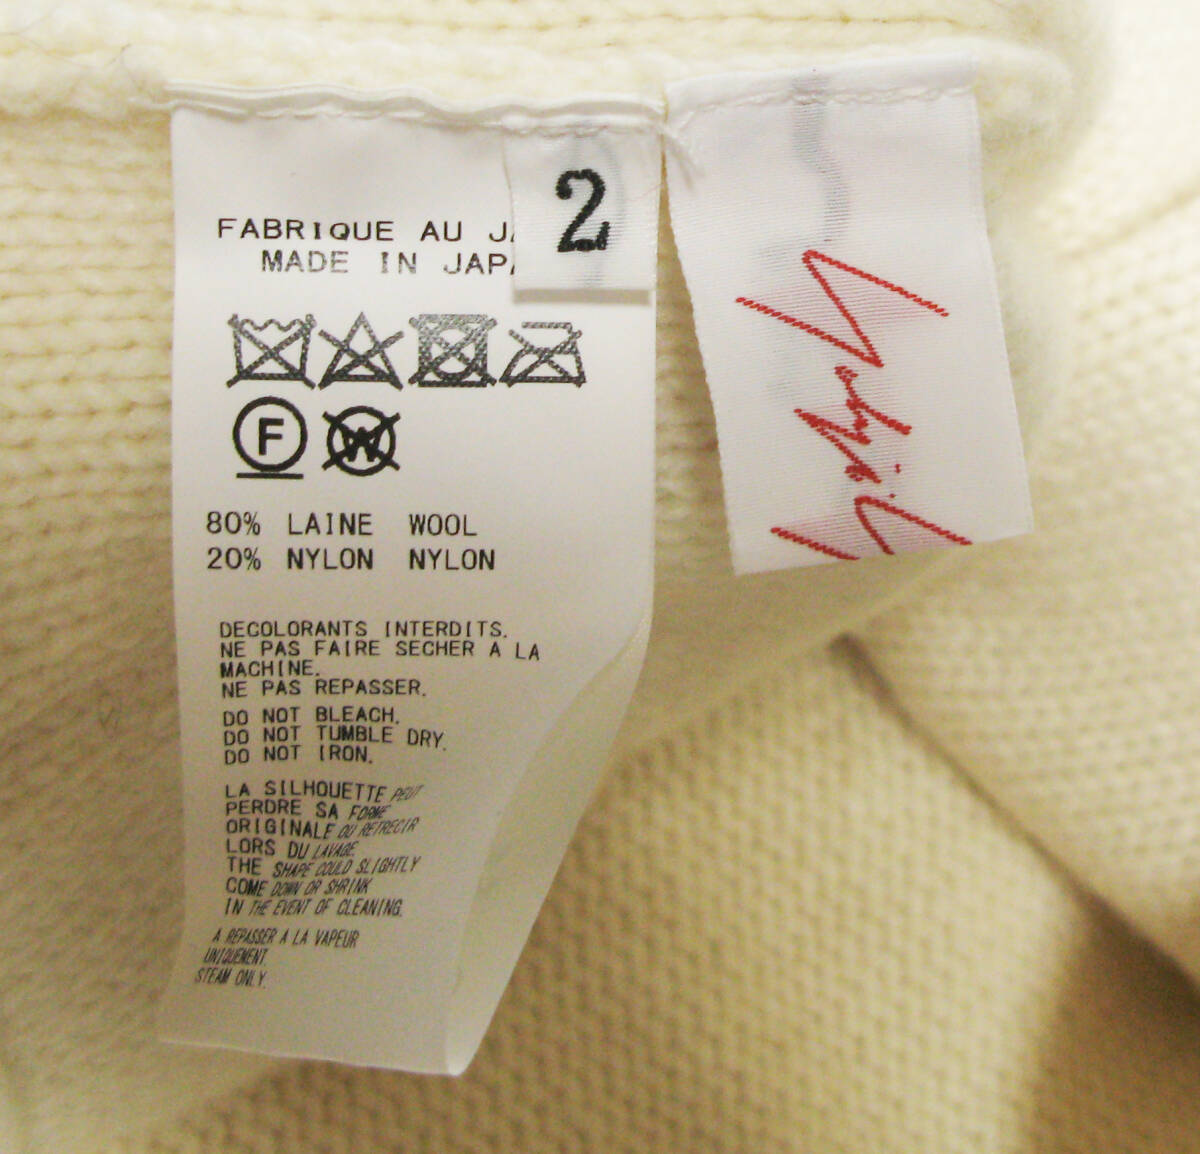 FABRIQUE AU
MADE IN
2
F
W
80% LAINE WOOL
20% NYLON NYLON
DECOLORANTS INTERDITS.
NE PAS FAIRE SECHER A LA
MACHINE.
NE PAS REPASSER.
DO NOT BLEACH.
DO NOT TUMBLE DRY.
DO NOT IRON.
LA SILHOUETTE PEUT
PERDRE SA FORME
ORIGINALE OU RETRECIR
LORS DU LAVAGE
THE SHAPE COULD SLIGHTLY
COME DOWN OR SHRINK
IN THE EVENT OF CLEANING.
A REPASSER A LA VAPEUR
UNIQUEMENT.
STEAM ONLY.